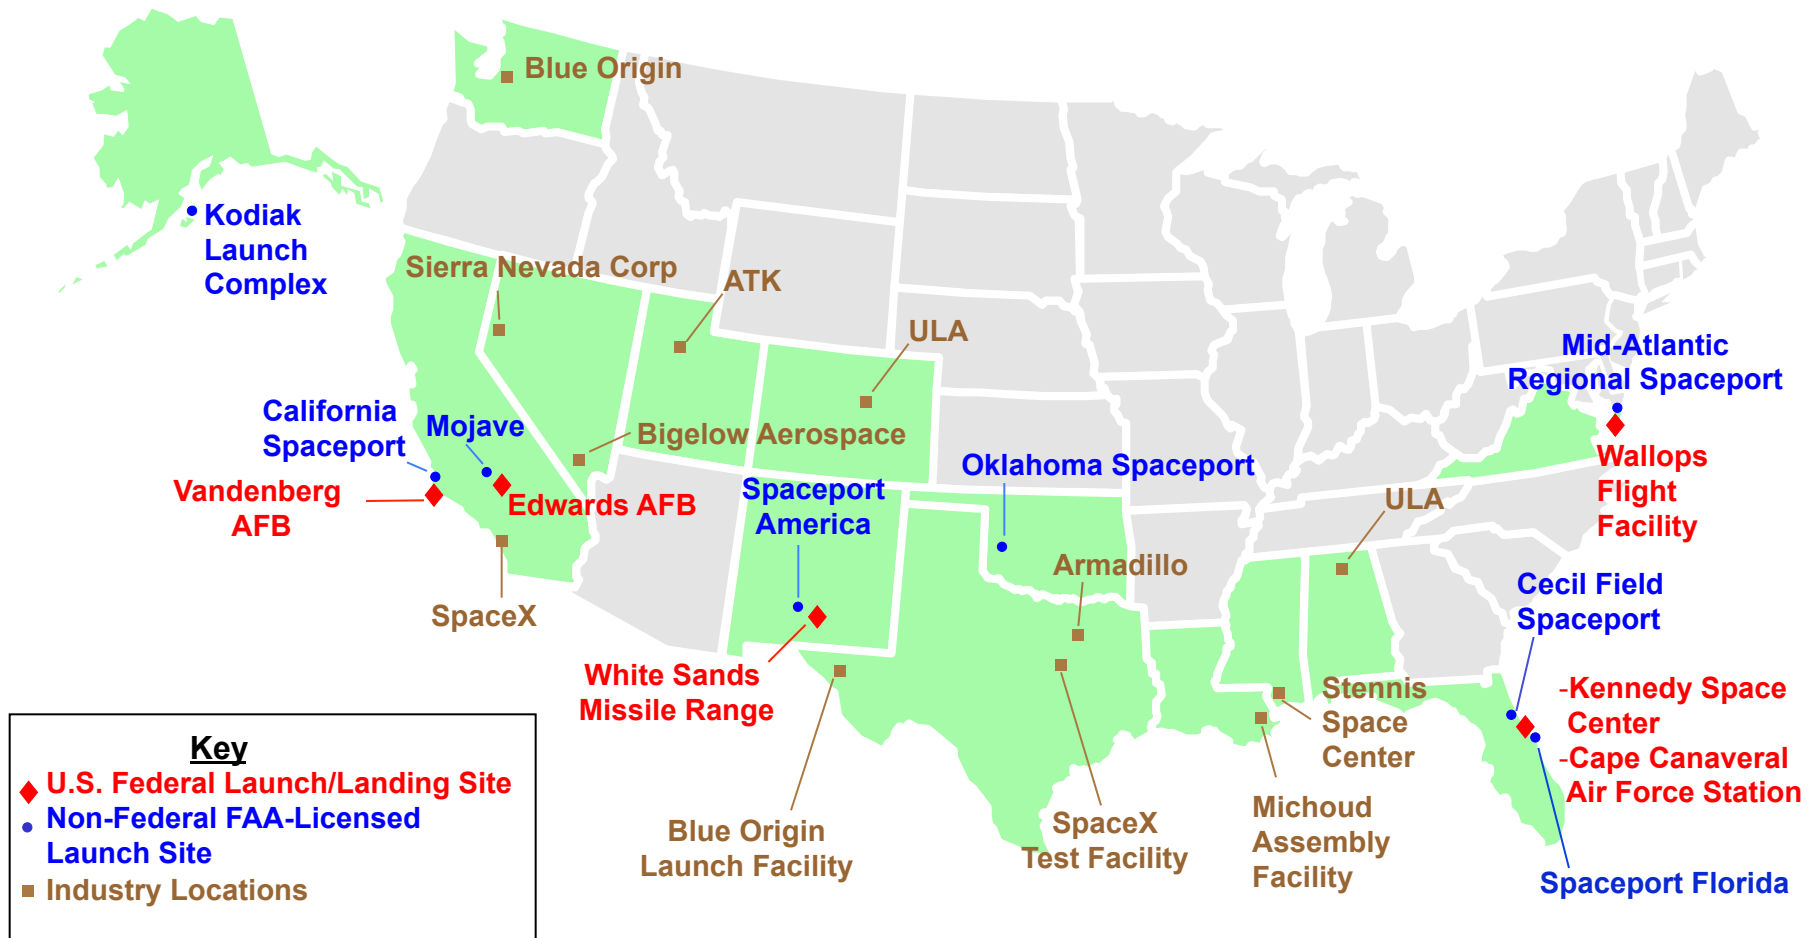 Blue Origin
Kodiak
Launch
Complex
Sierra Nevada Corp
ATK
ULA
Mid-Atlantic
Regional Spaceport
California
Spaceport
Mojave
Bigelow Aerospace
Oklahoma Spaceport
Wallops
Flight
Facility
Vandenberg
AFB
Edwards AFB
Spaceport
America
ULA
Armadillo
Cecil Field
Spaceport
SpaceX
White Sands
Missile Range
Stennis
Space
Center
-Kennedy Space
Center
-Cape Canaveral
Air Force Station
Blue Origin
Launch Facility
SpaceX
Test Facility
Michoud
Assembly
Facility
Spaceport Florida
Key
U.S. Federal Launch/Landing Site
Non-Federal FAA-Licensed
Launch Site
Industry Locations